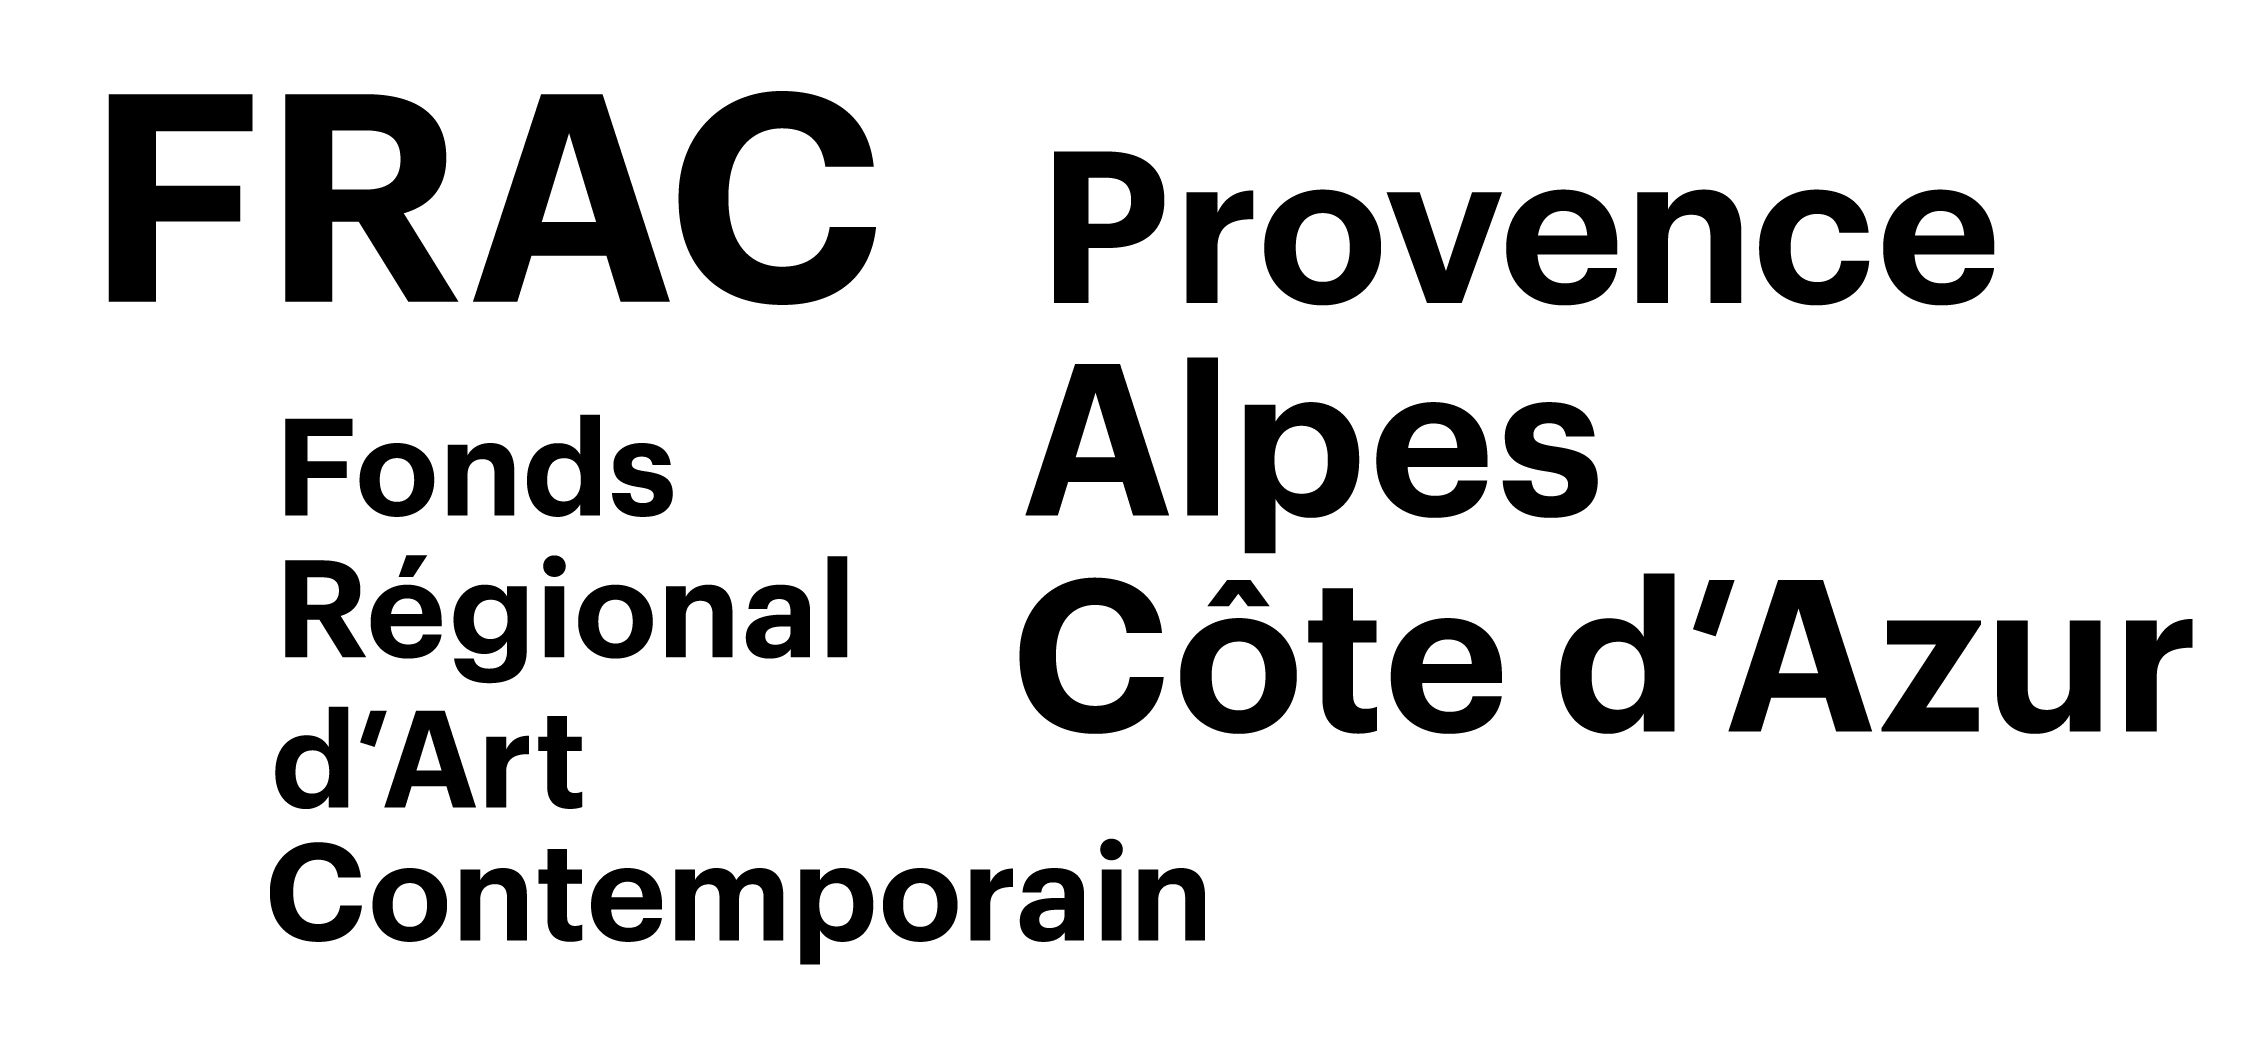 FRAC
Provence
Alpes
Côte d’Azur
Fonds
Régional
d’Art
Contemporain